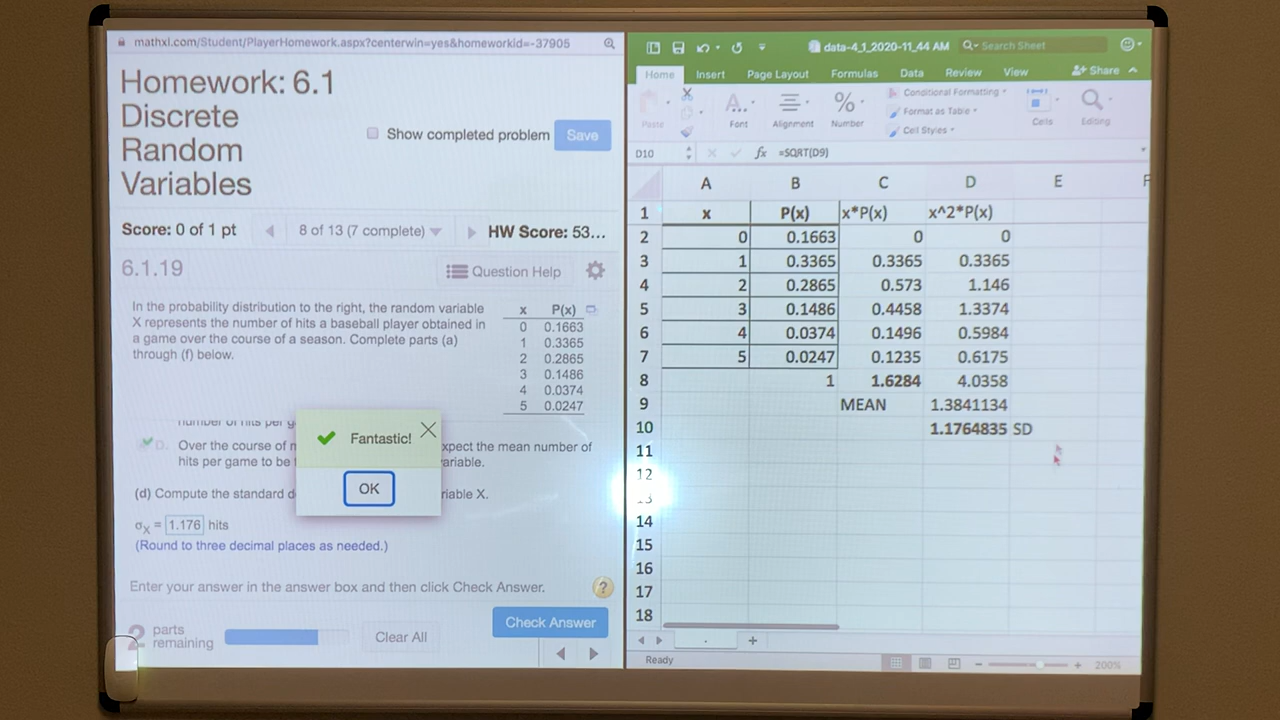 mathxl.com/Student/PlayerHomework.aspx?centerwin=yes&homeworkid=-37905
Homework: 6.1
Discrete
Random
Variables
Show completed problem
Save
Score: 0 of 1 pt
8 of 13 (7 complete)
HW Score: 53...
6.1.19
Question Help
In the probability distribution to the right, the random variable
X represents the number of hits a baseball player obtained in
a game over the course of a season. Complete parts (a)
through (f) below.
x P(x)
0 0.1663
1 0.3365
2 0.2865
3 0.1486
4 0.0374
5 0.0247
number of hits per g
D. Over the course of
xpect the mean number of
hits per game to be
ariable.
Fantastic!
OK
(d) Compute the standard d
riable X.
σx = 1.176 hits
(Round to three decimal places as needed.)
Enter your answer in the answer box and then click Check Answer.
?
2 parts
remaining
Clear All
Check Answer
data-4_1_2020-11_44 AM
Search Sheet
Home Insert Page Layout Formulas Data Review View
Share
Paste
A...
Font
Alignment
%
Number
Conditional Formatting
Format as Table
Cell Styles
Cells
Editing
D10
fx =SQRT(D9)
A B C D E F
1 x P(x) x*P(x) x^2*P(x)
2 0 0.1663 0 0
3 1 0.3365 0.3365 0.3365
4 2 0.2865 0.573 1.146
5 3 0.1486 0.4458 1.3374
6 4 0.0374 0.1496 0.5984
7 5 0.0247 0.1235 0.6175
8 1 1.6284 4.0358
9 MEAN 1.3841134
10 1.1764835 SD
11
12
13
14
15
16
17
18
Ready
200%